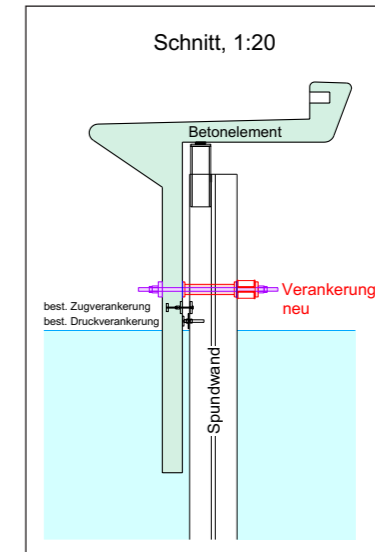 Schnitt, 1:20
Betonelement
Verankerung
neu
best. Zugverankerung
best. Druckverankerung
Spundwand